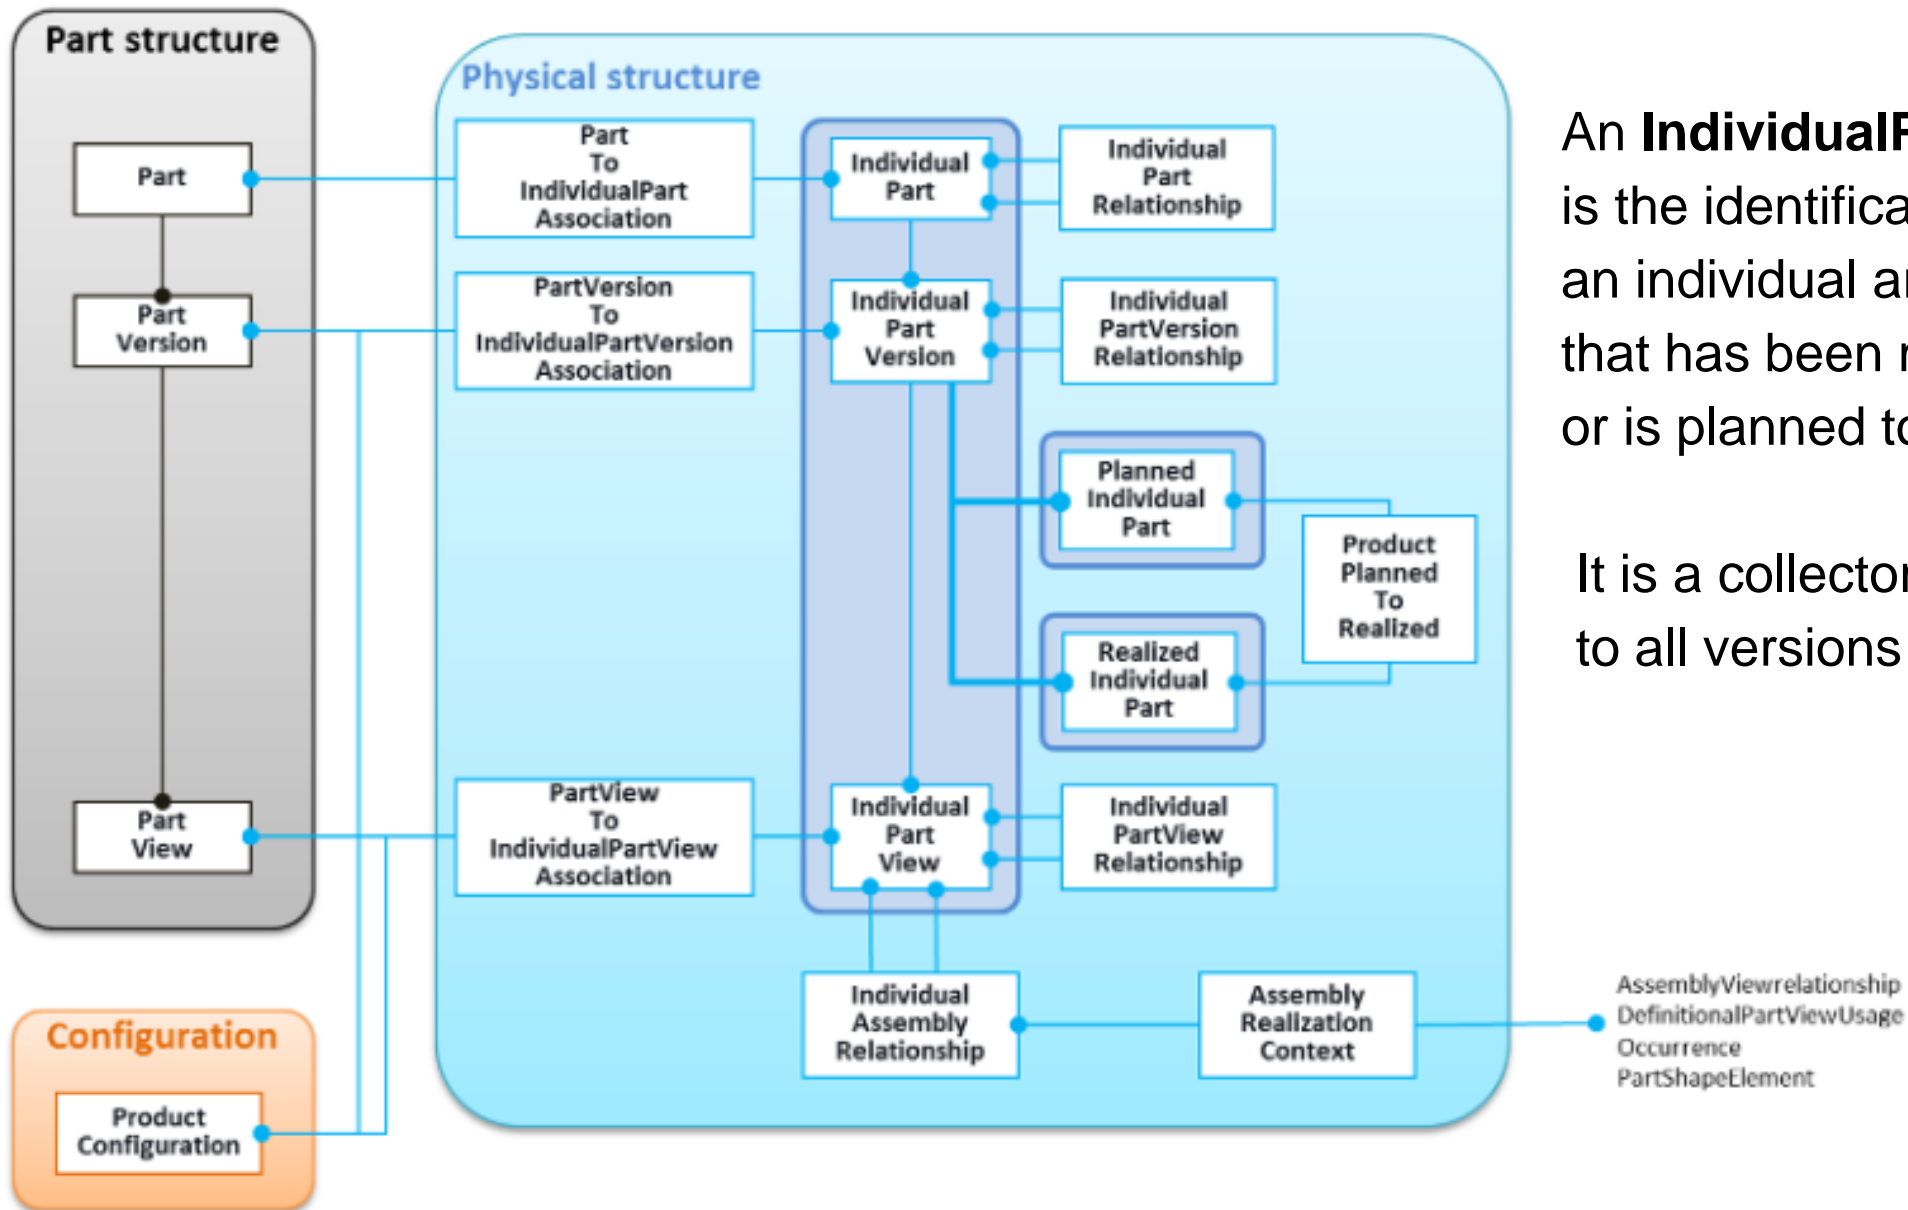 Part structure
Part
Part
Version
Part
View
Configuration
Product
Configuration
Physical structure
Part
To
IndividualPart
Association
Individual
Part
Individual
Part
Relationship
PartVersion
To
IndividualPartVersion
Association
Individual
Part
Version
Individual
PartVersion
Relationship
Planned
Individual
Part
Product
Planned
To
Realized
Realized
Individual
Part
PartView
To
IndividualPartView
Association
Individual
Part
View
Individual
PartView
Relationship
Individual
Assembly
Relationship
Assembly
Realization
Context
AssemblyViewrelationship
DefinitionalPartViewUsage
Occurrence
PartShapeElement
An
is the
an individual
that has been
or is planned
It is a
to all versions